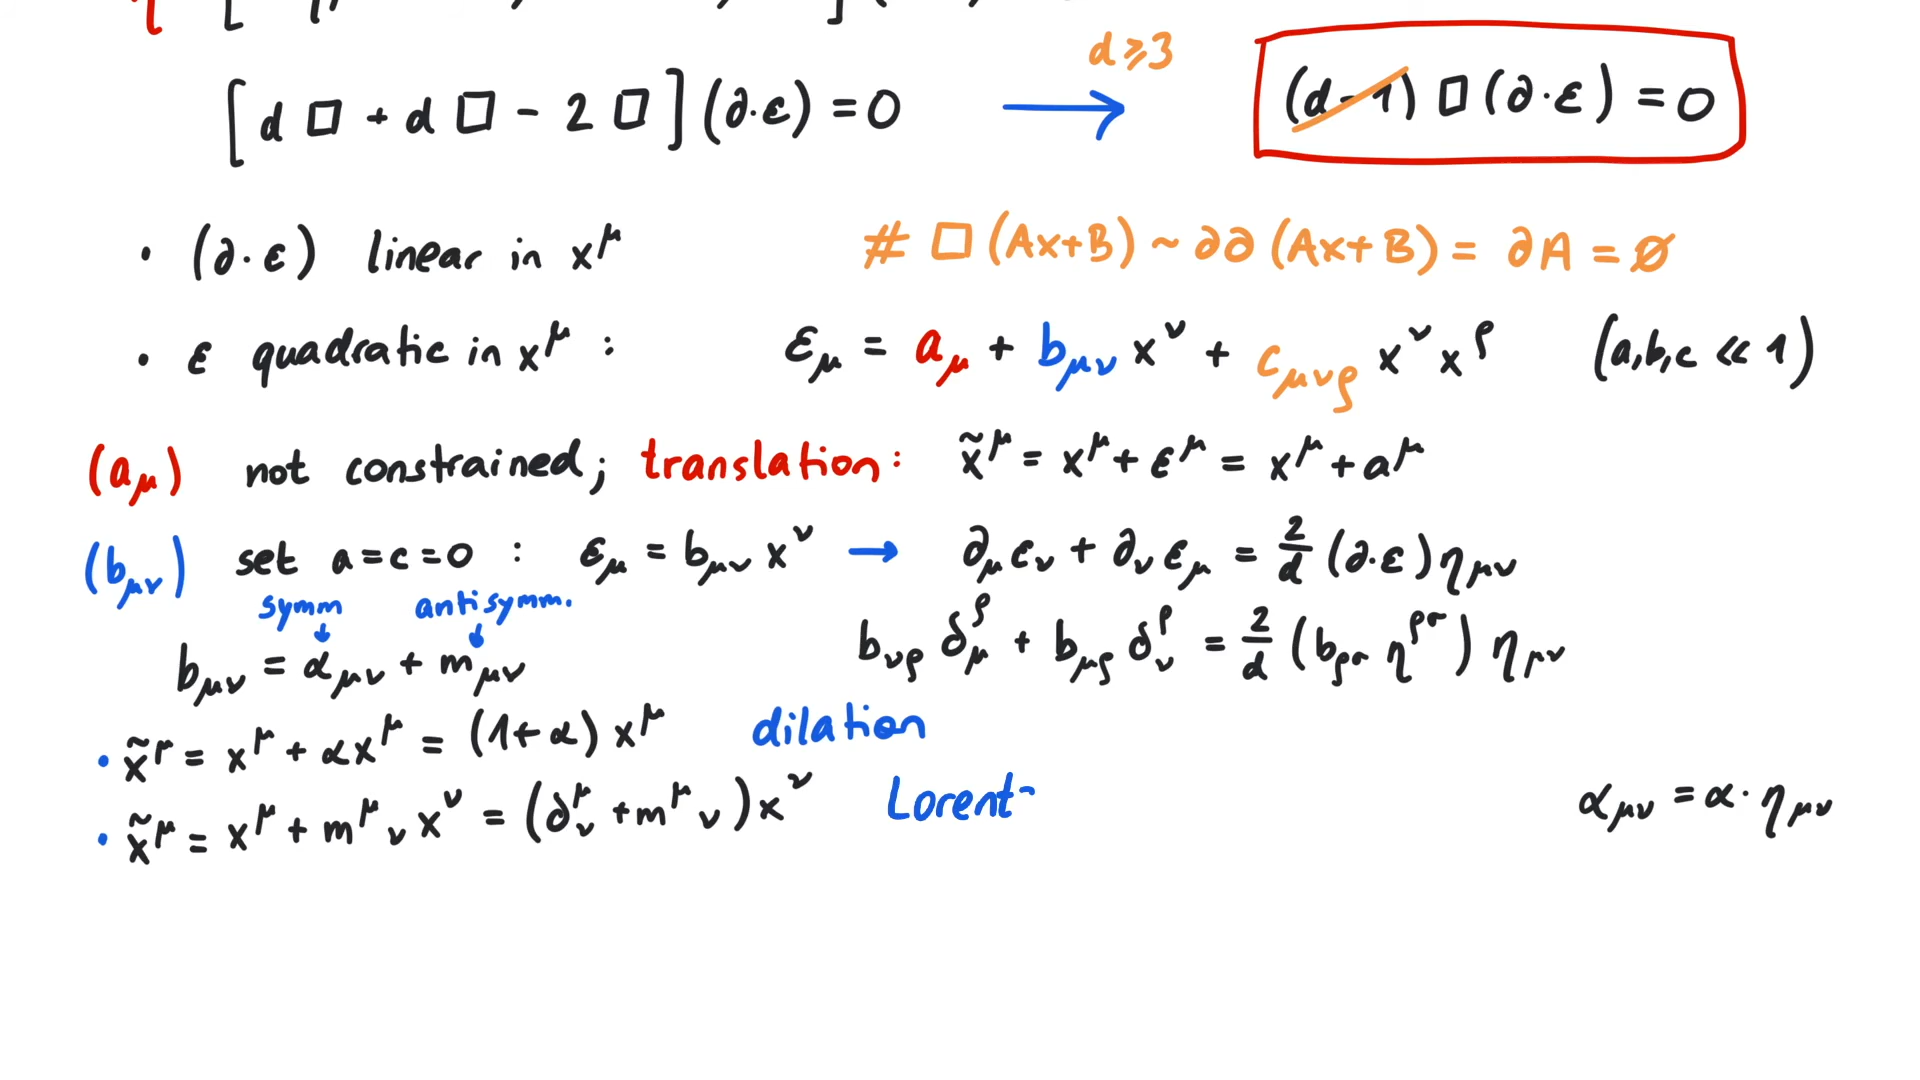 d ≥ 3
[d □ + d □ - 2 □](∂·ε) = 0 → (d-1) □ (∂·ε) = 0
• (∂·ε) linear in x^μ # □ (Ax+B) ~ ∂∂ (Ax+B) = ∂A = ∅
• ε quadratic in x^μ : ε_μ = a_μ + b_μν x^ν + c_μνρ x^ν x^ρ (a,b,c ≪ 1)
(a_μ) not constrained; translation: x̃^μ = x^μ + ε^μ = x^μ + a^μ
(b_μν) set a=c=0 : ε_μ = b_μν x^ν → ∂_μ ε_ν + ∂_ν ε_μ = 2/d (∂·ε) η_μν
symm antisymm.
↓ ↓
b_μν = α_μν + m_μν b_νρ δ^ρ_μ + b_μρ δ^ρ_ν = 2/d (b_ρσ η^ρσ) η_μν
• x̃^μ = x^μ + αx^μ = (1+α) x^μ dilation
• x̃^μ = x^μ + m^μ_ν x^ν = (δ^μ_ν + m^μ_ν) x^ν Lorent α_μν = α · η_μν